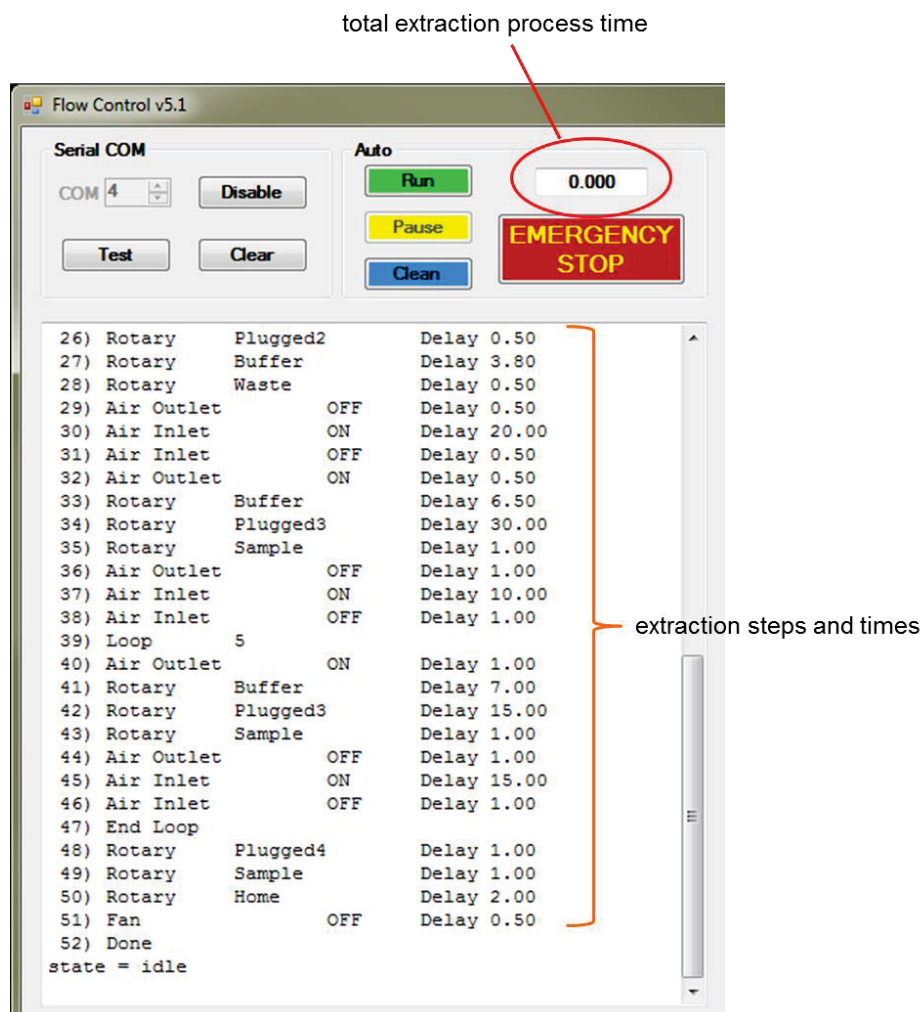 total extraction process time
Flow Control v5.1
Serial COM
Auto
COM 4
Disable
Run
0.000
Pause
EMERGENCY
STOP
Test
Clear
Clean
26) Rotary Plugged2 Delay 0.50
27) Rotary Buffer Delay 3.80
28) Rotary Waste Delay 0.50
29) Air Outlet OFF Delay 0.50
30) Air Inlet ON Delay 20.00
31) Air Inlet OFF Delay 0.50
32) Air Outlet ON Delay 0.50
33) Rotary Buffer Delay 6.50
34) Rotary Plugged3 Delay 30.00
35) Rotary Sample Delay 1.00
36) Air Outlet OFF Delay 1.00
37) Air Inlet ON Delay 10.00
38) Air Inlet OFF Delay 1.00
extraction steps and times
39) Loop 5
40) Air Outlet ON Delay 1.00
41) Rotary Buffer Delay 7.00
42) Rotary Plugged3 Delay 15.00
43) Rotary Sample Delay 1.00
44) Air Outlet OFF Delay 1.00
45) Air Inlet ON Delay 15.00
46) Air Inlet OFF Delay 1.00
47) End Loop
48) Rotary Plugged4 Delay 1.00
49) Rotary Sample Delay 1.00
50) Rotary Home Delay 2.00
51) Fan OFF Delay 0.50
52) Done
state = idle